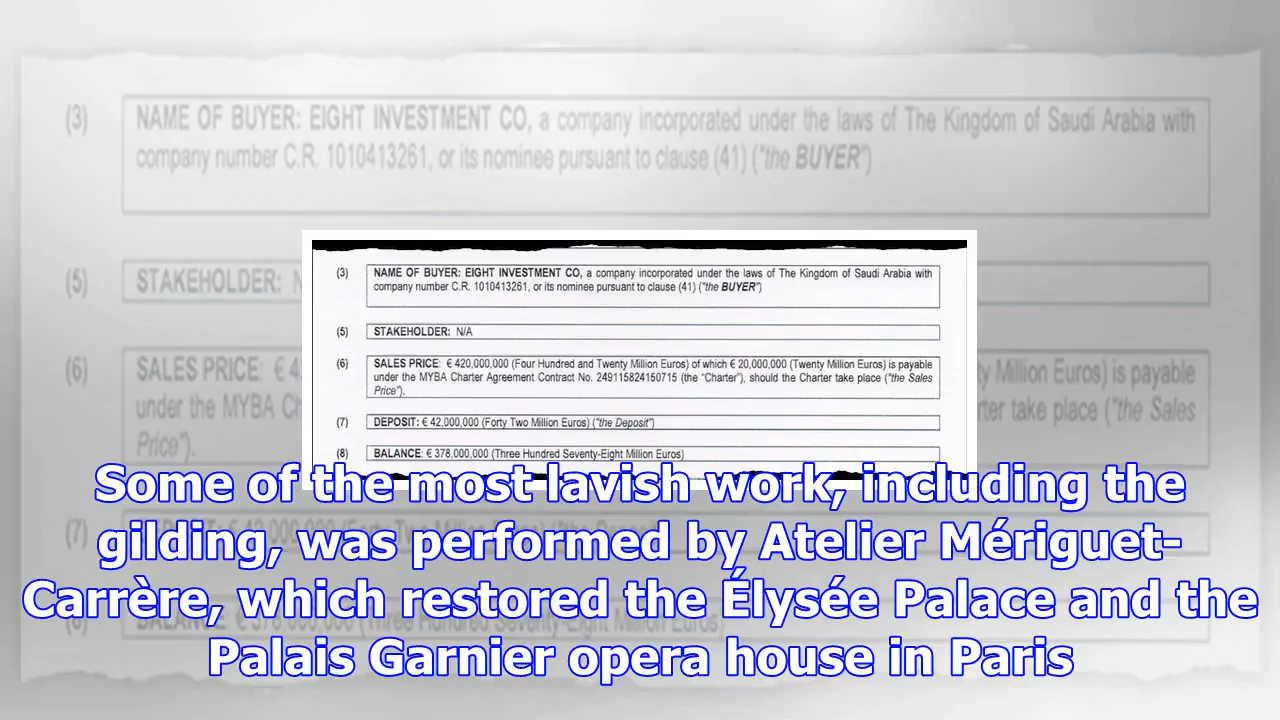 (3) NAME OF BUYER: EIGHT INVESTMENT CO, a company incorporated under the laws of The Kingdom of Saudi Arabia with
company number C.R. 1010413261, or its nominee pursuant to clause (41) ("the BUYER")
(5) STAKEHOLDER: N/A
(6) SALES PRICE: € 420,000,000 (Four Hundred and Twenty Million Euros) of which € 20,000,000 (Twenty Million Euros) is payable
under the MYBA Charter Agreement Contract No. 249115824150715 (the "Charter"), should the Charter take place ("the Sales
Price").
(7) DEPOSIT: € 42,000,000 (Forty Two Million Euros) ("the Deposit")
(8) BALANCE: € 378,000,000 (Three Hundred Seventy-Eight Million Euros)
Some of the most lavish work, including the
gilding, was performed by Atelier Mériguet-
Carrère, which restored the Élysée Palace and the
Palais Garnier opera house in Paris